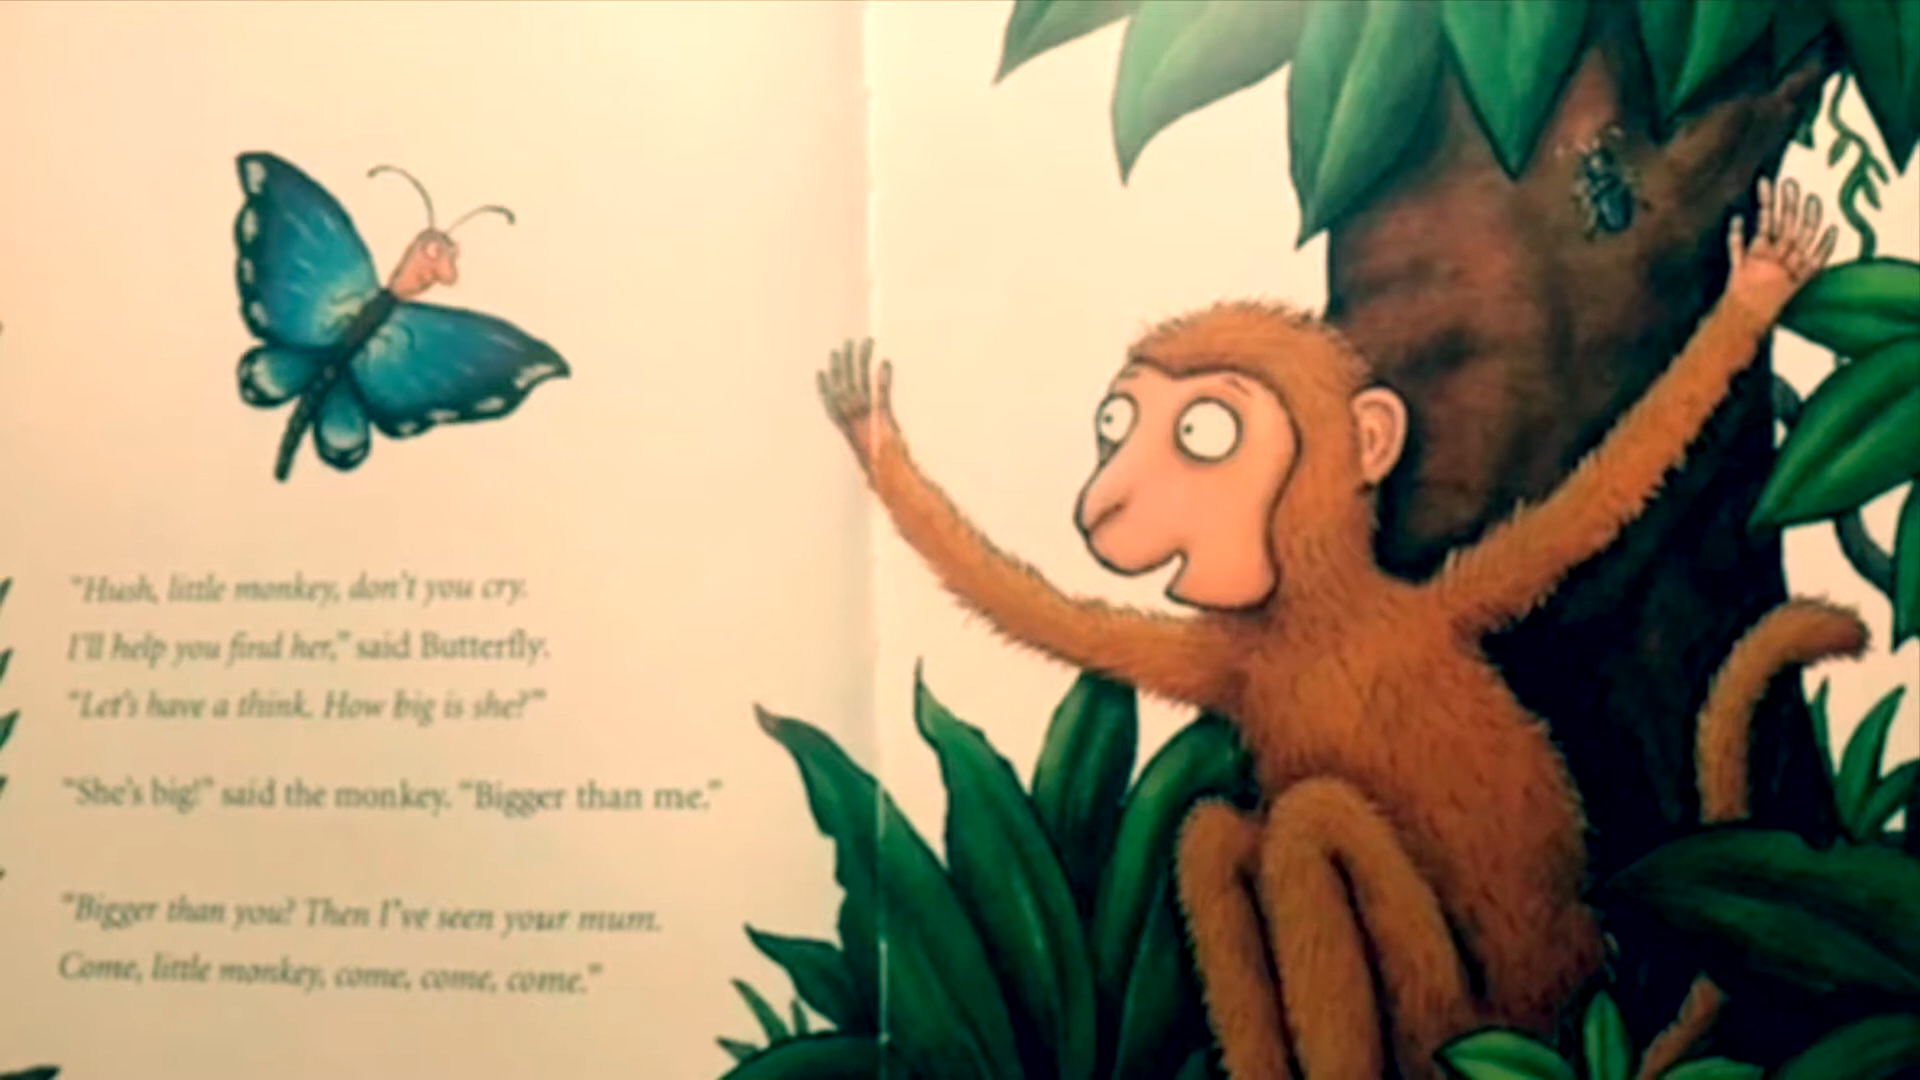 "Hush, little monkey, don't you cry.
I'll help you find her," said Butterfly.
"Let's have a think. How big is she?"
"She's big!" said the monkey. "Bigger than me."
"Bigger than you? Then I've seen your mum.
Come, little monkey, come, come, come."